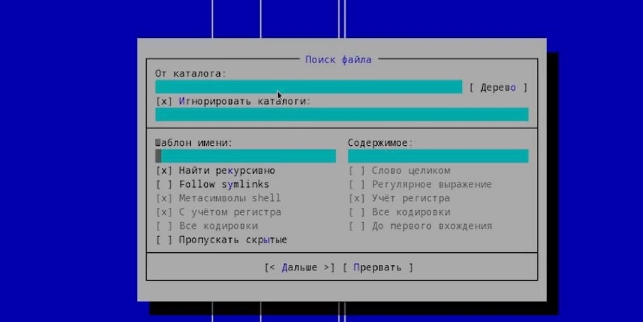 Поиск файла
От каталога:
[ Дерево ]
[x] Игнорировать каталоги:
Шаблон имени:
[x] Найти рекурсивно
[ ] Follow symlinks
[x] Метасимволы shell
[x] С учётом регистра
[ ] Все кодировки
[ ] Пропускать скрытые
Содержимое:
[ ] Слово целиком
[ ] Регулярное выражение
[x] Учёт регистра
[ ] Все кодировки
[ ] До первого вхождения
[< Дальше >] [ Прервать ]